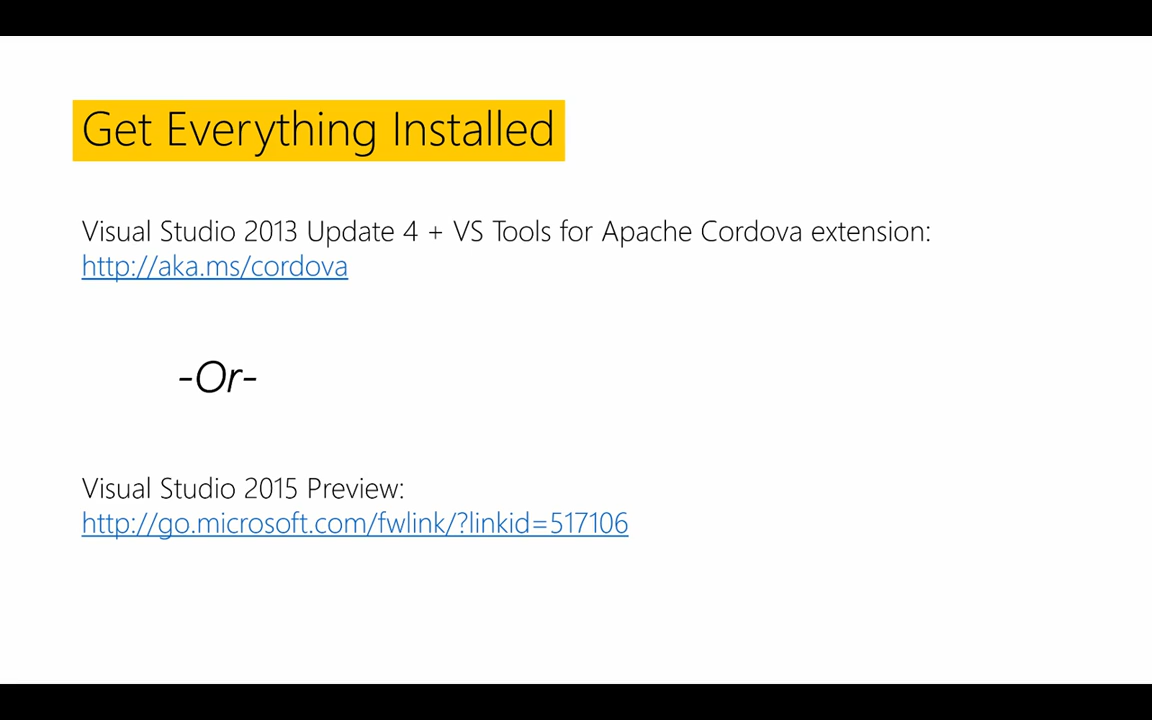 Get Everything Installed
Visual Studio 2013 Update 4 + VS Tools for Apache Cordova extension:
http://aka.ms/cordova
-Or-
Visual Studio 2015 Preview:
http://go.microsoft.com/fwlink/?linkid=517106